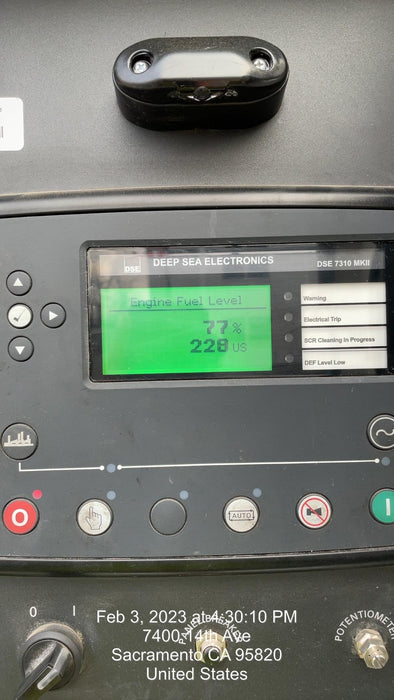 DSE
DEEP SEA ELECTRONICS
DSE 7310 MKII
Engine Fuel Level
77 %
228 US
Warning
Electrical Trip
SCR Cleaning in Progress
DEF Level Low
O
AUTO
I
0 I
PANEL BREAKER
POTENTIOMETER
Feb 3, 2023 at 4:30:10 PM
7400 14th Ave
Sacramento CA 95820
United States